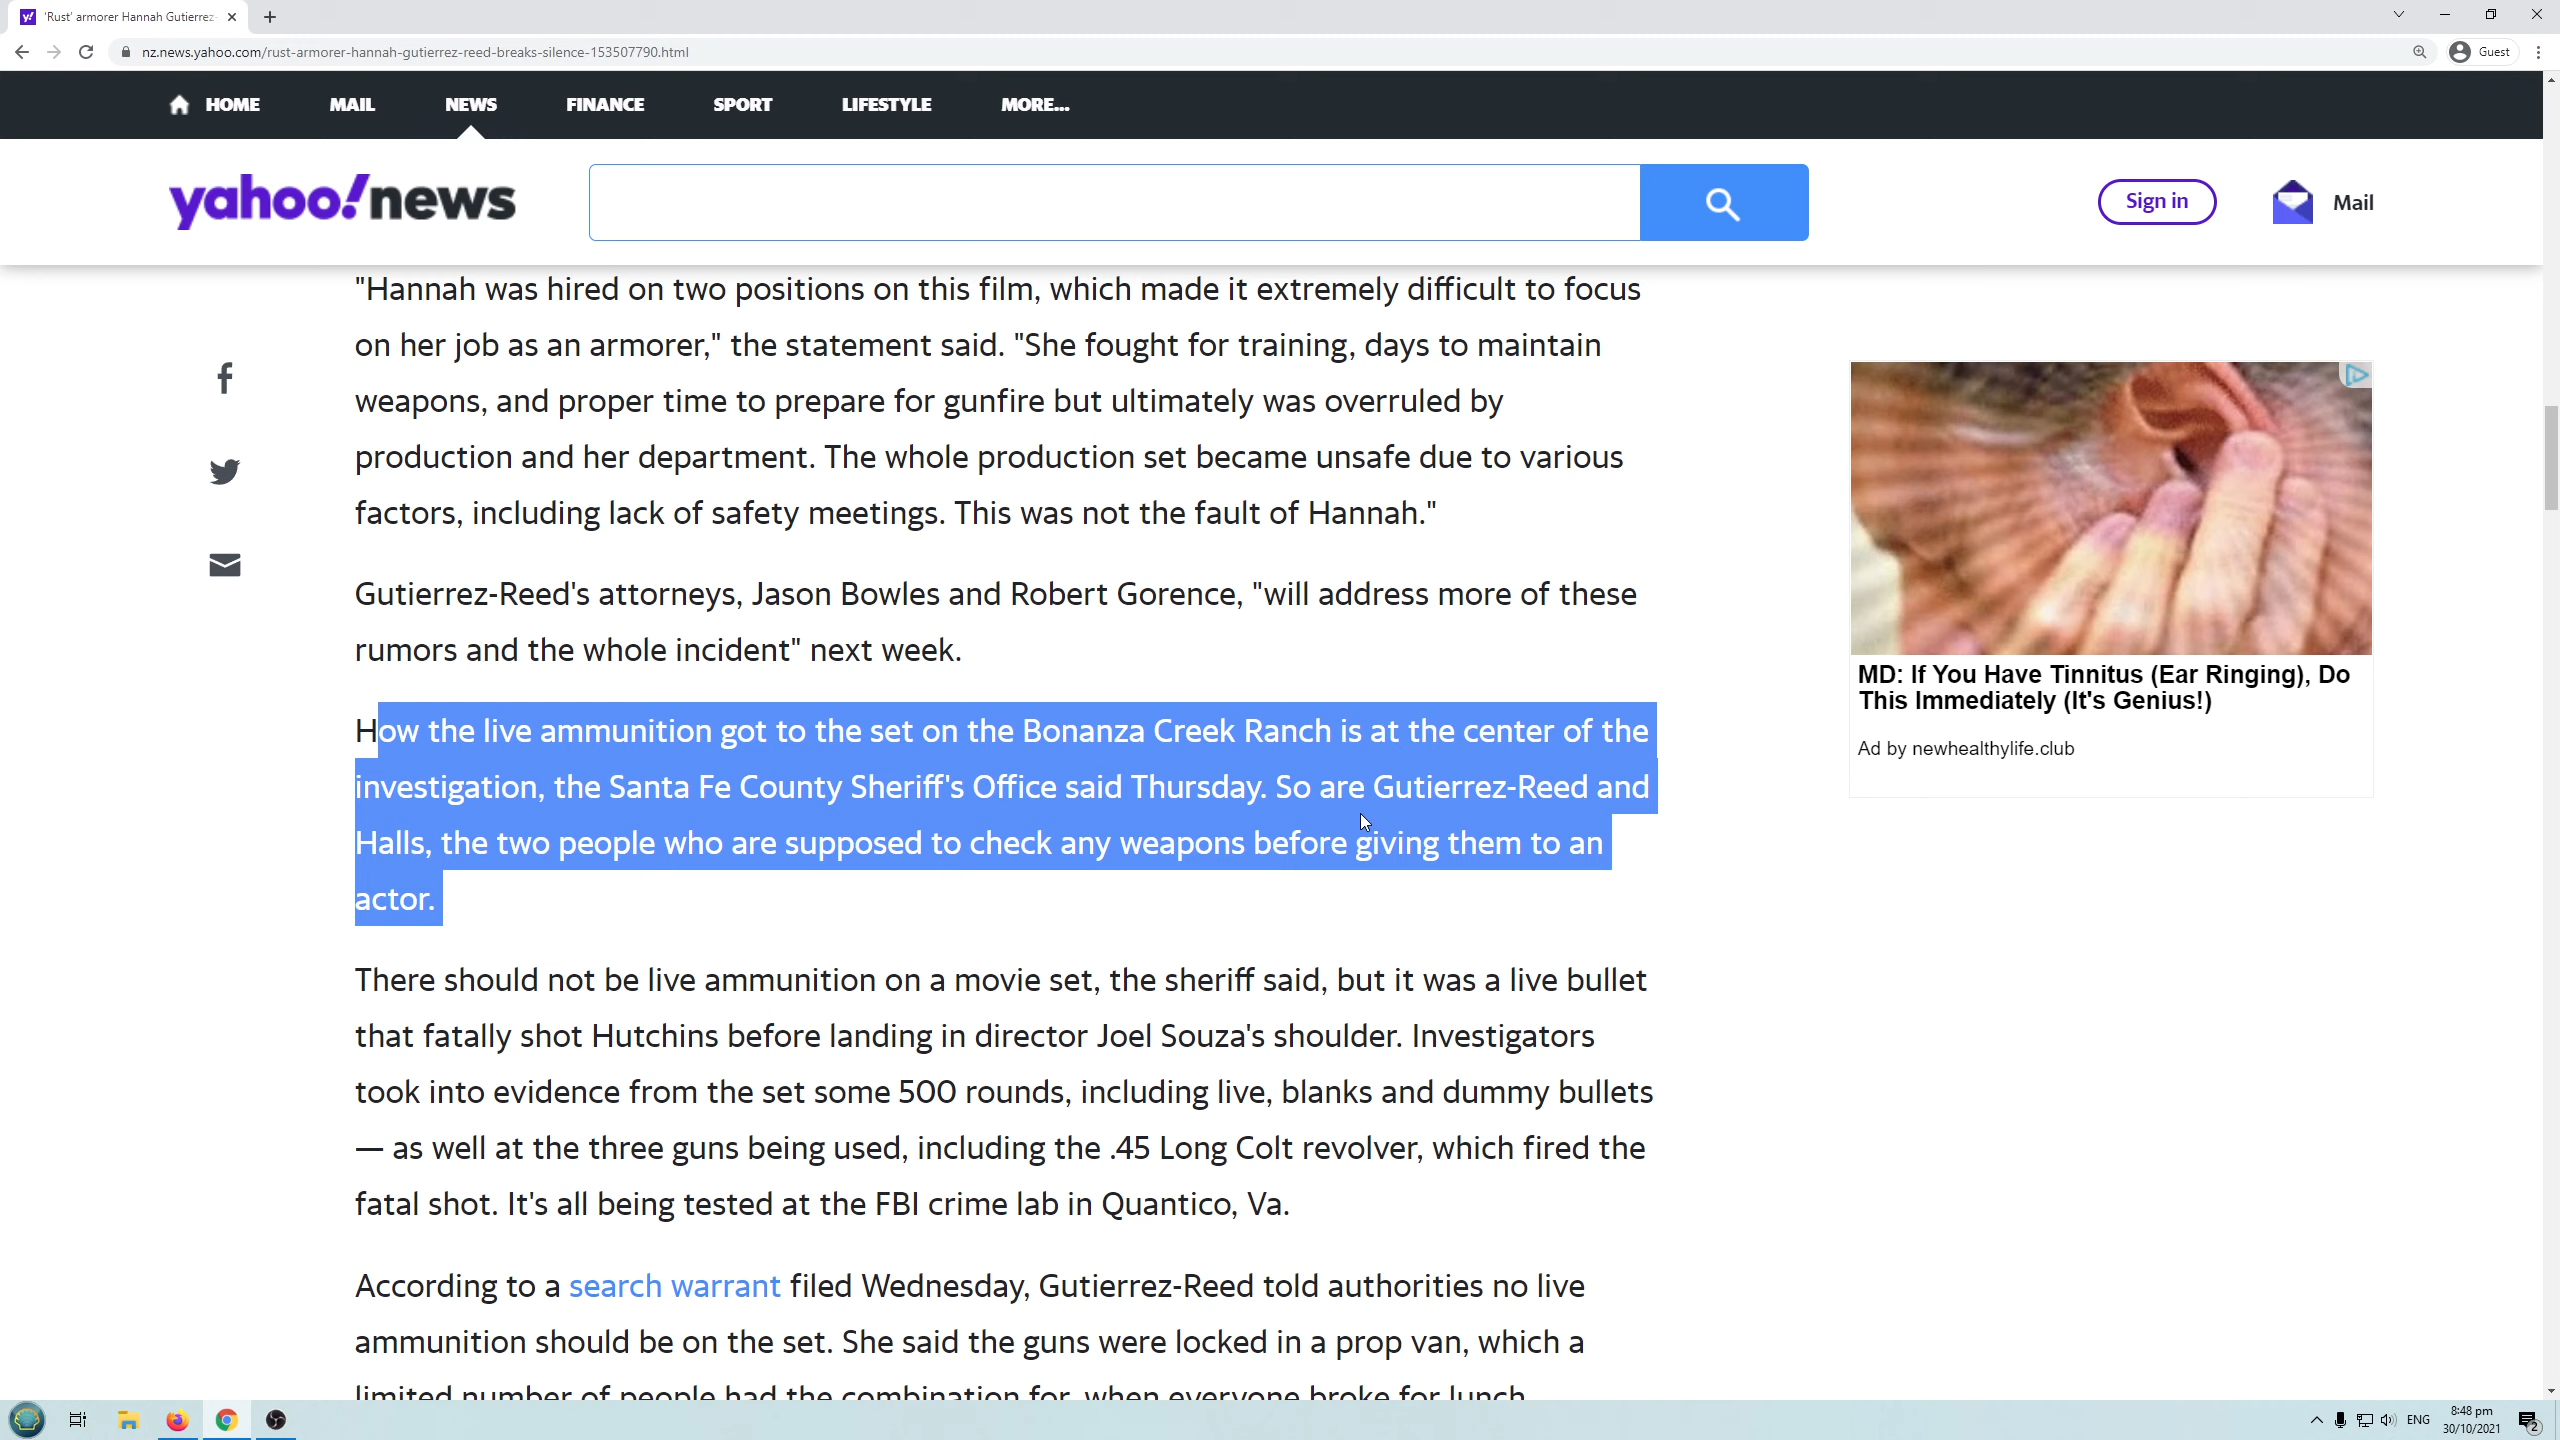 'Rust' armorer Hannah Gutierrez-
nz.news.yahoo.com/rust-armorer-hannah-gutierrez-reed-breaks-silence-153507790.html
Guest
HOME
MAIL
NEWS
FINANCE
SPORT
LIFESTYLE
MORE...
yahoo!news
Sign in
Mail
"Hannah was hired on two positions on this film, which made it extremely difficult to focus
on her job as an armorer," the statement said. "She fought for training, days to maintain
weapons, and proper time to prepare for gunfire but ultimately was overruled by
production and her department. The whole production set became unsafe due to various
factors, including lack of safety meetings. This was not the fault of Hannah."
Gutierrez-Reed's attorneys, Jason Bowles and Robert Gorence, "will address more of these
rumors and the whole incident" next week.
How the live ammunition got to the set on the Bonanza Creek Ranch is at the center of the
investigation, the Santa Fe County Sheriff's Office said Thursday. So are Gutierrez-Reed and
Halls, the two people who are supposed to check any weapons before giving them to an
actor.
There should not be live ammunition on a movie set, the sheriff said, but it was a live bullet
that fatally shot Hutchins before landing in director Joel Souza's shoulder. Investigators
took into evidence from the set some 500 rounds, including live, blanks and dummy bullets
— as well at the three guns being used, including the .45 Long Colt revolver, which fired the
fatal shot. It's all being tested at the FBI crime lab in Quantico, Va.
According to a search warrant filed Wednesday, Gutierrez-Reed told authorities no live
ammunition should be on the set. She said the guns were locked in a prop van, which a
limited number of people had the combination for, when everyone broke for lunch
MD: If You Have Tinnitus (Ear Ringing), Do
This Immediately (It's Genius!)
Ad by newhealthylife.club
ENG
8:48 pm
30/10/2021
2